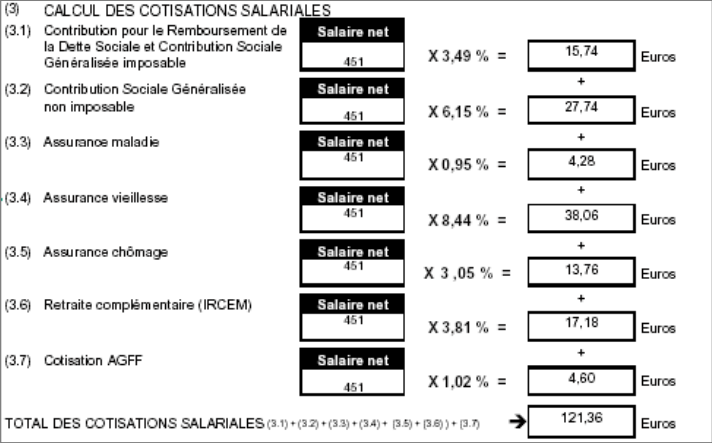 (3) CALCUL DES COTISATIONS SALARIALES
(3.1) Contribution pour le Remboursement de
la Dette Sociale et Contribution Sociale
Généralisée imposable
Salaire net
451
X 3,49 % = 15,74 Euros
+
(3.2) Contribution Sociale Généralisée
non imposable
Salaire net
451
X 6,15 % = 27,74 Euros
+
(3.3) Assurance maladie
Salaire net
451
X 0,95 % = 4,28 Euros
+
(3.4) Assurance vieillesse
Salaire net
451
X 8,44 % = 38,06 Euros
+
(3.5) Assurance chômage
Salaire net
451
X 3 ,05 % = 13,76 Euros
+
(3.6) Retraite complémentaire (IRCEM)
Salaire net
451
X 3,81 % = 17,18 Euros
+
(3.7) Cotisation AGFF
Salaire net
451
X 1,02 % = 4,60 Euros
TOTAL DES COTISATIONS SALARIALES (3.1) + (3.2) + (3.3) + (3.4) + (3.5) + (3.6) ) + (3.7) ➔ 121,36 Euros